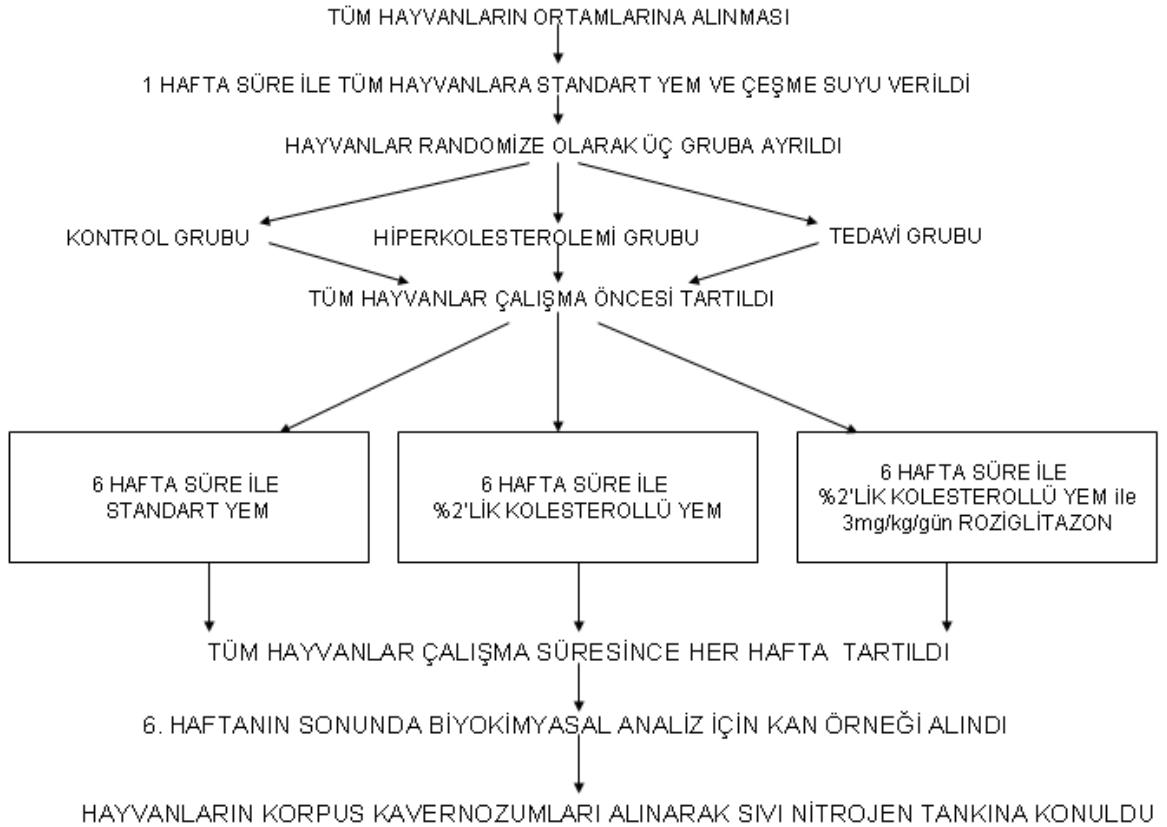 TÜM HAYVANLARIN ORTAMLARINA ALINMASI
1 HAFTA SÜRE İLE TÜM HAYVANLARA STANDART YEM VE ÇEŞME SUYU VERİLDİ
HAYVANLAR RANDOMİZE OLARAK ÜÇ GRUBA AYRILDI
KONTROL GRUBU
HİPERKOLESTEROLEMİ GRUBU
TEDAVİ GRUBU
TÜM HAYVANLAR ÇALIŞMA ÖNCESİ TARTILDI
6 HAFTA SÜRE İLE
STANDART YEM
6 HAFTA SÜRE İLE
%2'LİK KOLESTEROLLÜ YEM
6 HAFTA SÜRE İLE
%2'LİK KOLESTEROLLÜ YEM ile
3mg/kg/gün ROZİGLİTAZON
TÜM HAYVANLAR ÇALIŞMA SÜRESİNCE HER HAFTA TARTILDI
6. HAFTANIN SONUNDA BİYOKİMYASAL ANALİZ İÇİN KAN ÖRNEĞİ ALINDI
HAYVANLARIN KORPUS KAVERNOZUMLARI ALINARAK SIVI NİTROJEN TANKINA KONULDU